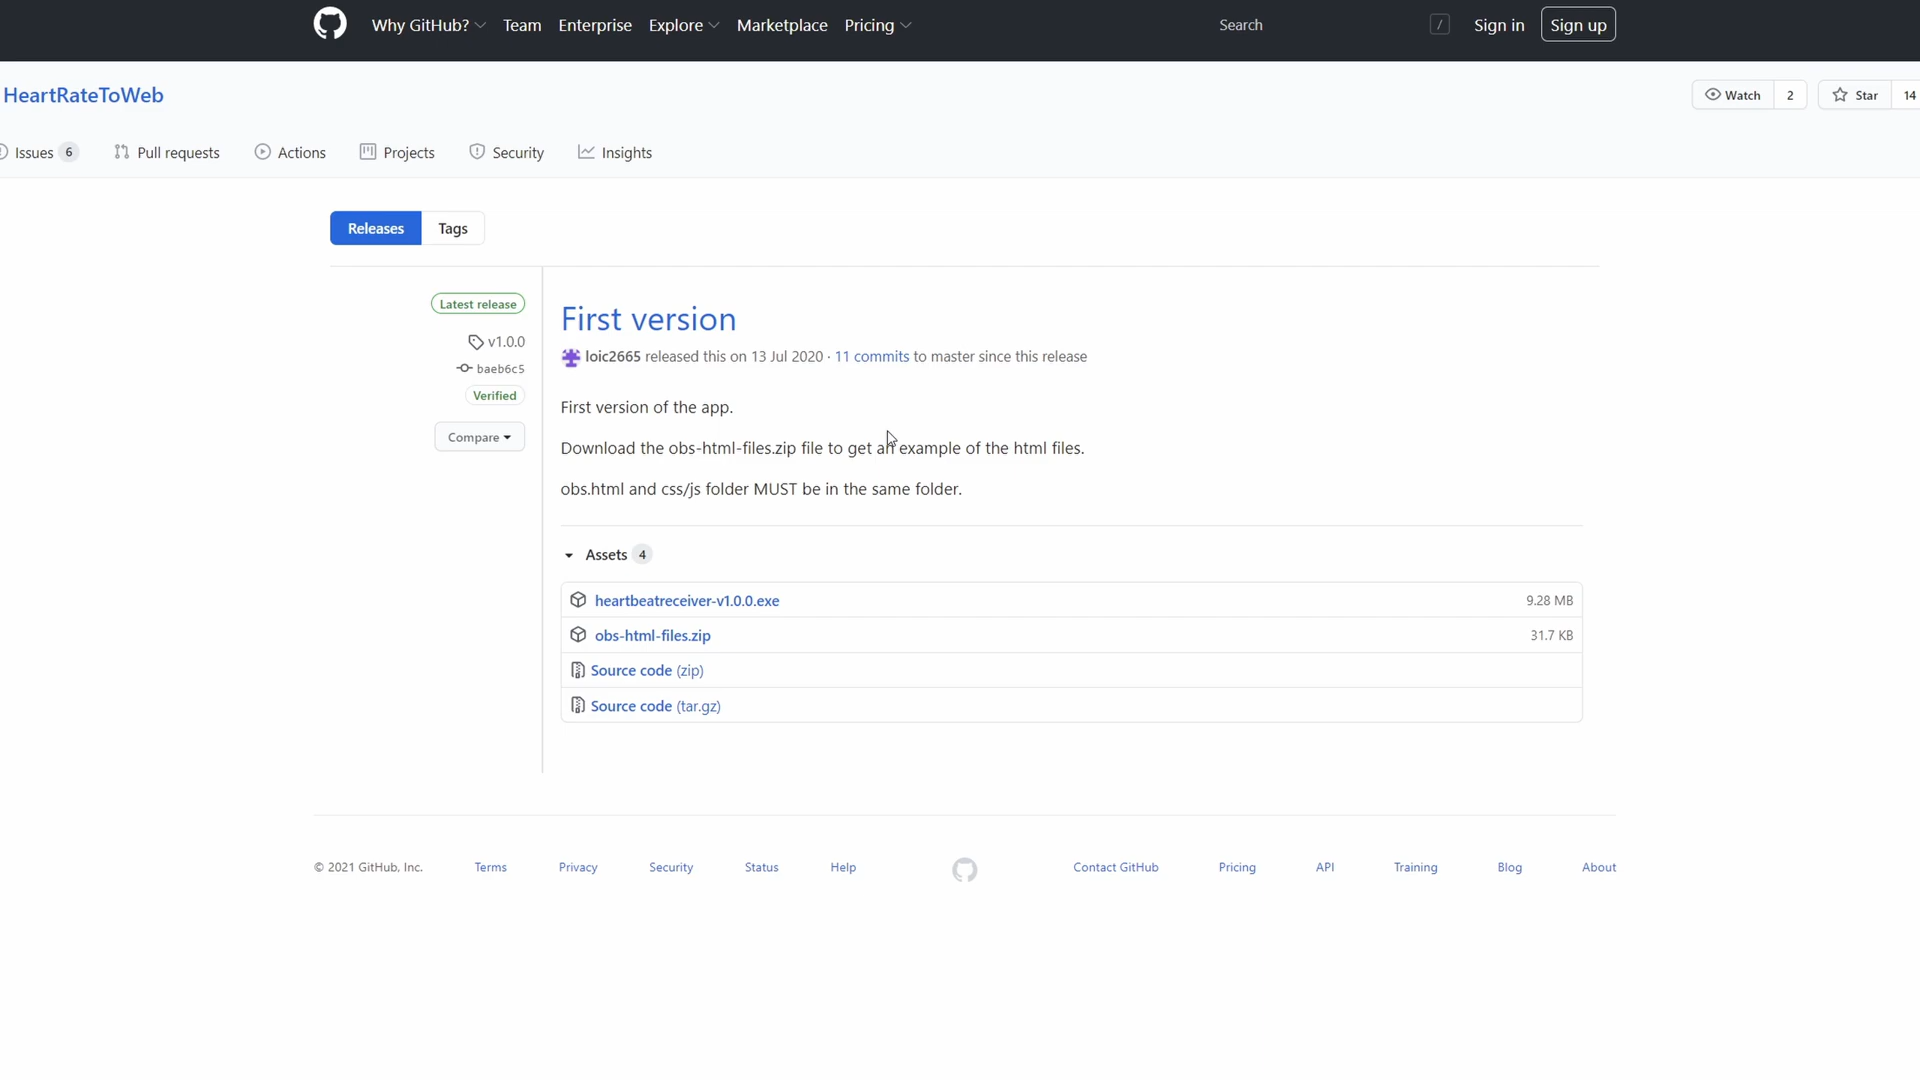 Why GitHub? Team Enterprise Explore Marketplace Pricing Search / Sign in Sign up
HeartRateToWeb Watch 2 Star 14
Issues 6 Pull requests Actions Projects Security Insights
Releases Tags
Latest release
v1.0.0
baeb6c5
Verified
Compare
First version
loic2665 released this on 13 Jul 2020 · 11 commits to master since this release
First version of the app.
Download the obs-html-files.zip file to get an example of the html files.
obs.html and css/js folder MUST be in the same folder.
Assets 4
heartbeatreceiver-v1.0.0.exe 9.28 MB
obs-html-files.zip 31.7 KB
Source code (zip)
Source code (tar.gz)
© 2021 GitHub, Inc. Terms Privacy Security Status Help Contact GitHub Pricing API Training Blog About